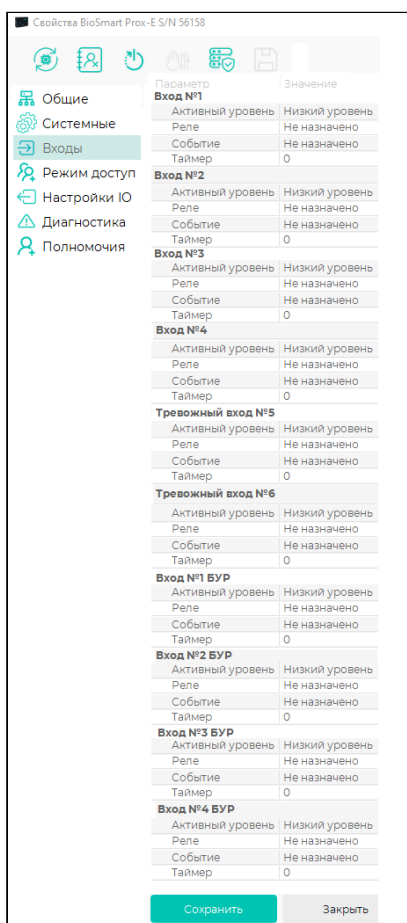 Свойства BioSmart Prox-E S/N 56158
Общие
Системные
Входы
Режим доступ
Настройки IO
Диагностика
Полномочия
Параметр Значение
Вход №1
Активный уровень Низкий уровень
Реле Не назначено
Событие Не назначено
Таймер 0
Вход №2
Активный уровень Низкий уровень
Реле Не назначено
Событие Не назначено
Таймер 0
Вход №3
Активный уровень Низкий уровень
Реле Не назначено
Событие Не назначено
Таймер 0
Вход №4
Активный уровень Низкий уровень
Реле Не назначено
Событие Не назначено
Таймер 0
Тревожный вход №5
Активный уровень Низкий уровень
Реле Не назначено
Событие Не назначено
Таймер 0
Тревожный вход №6
Активный уровень Низкий уровень
Реле Не назначено
Событие Не назначено
Таймер 0
Вход №1 БУР
Активный уровень Низкий уровень
Реле Не назначено
Событие Не назначено
Таймер 0
Вход №2 БУР
Активный уровень Низкий уровень
Реле Не назначено
Событие Не назначено
Таймер 0
Вход №3 БУР
Активный уровень Низкий уровень
Реле Не назначено
Событие Не назначено
Таймер 0
Вход №4 БУР
Активный уровень Низкий уровень
Реле Не назначено
Событие Не назначено
Таймер 0
Сохранить Закрыть